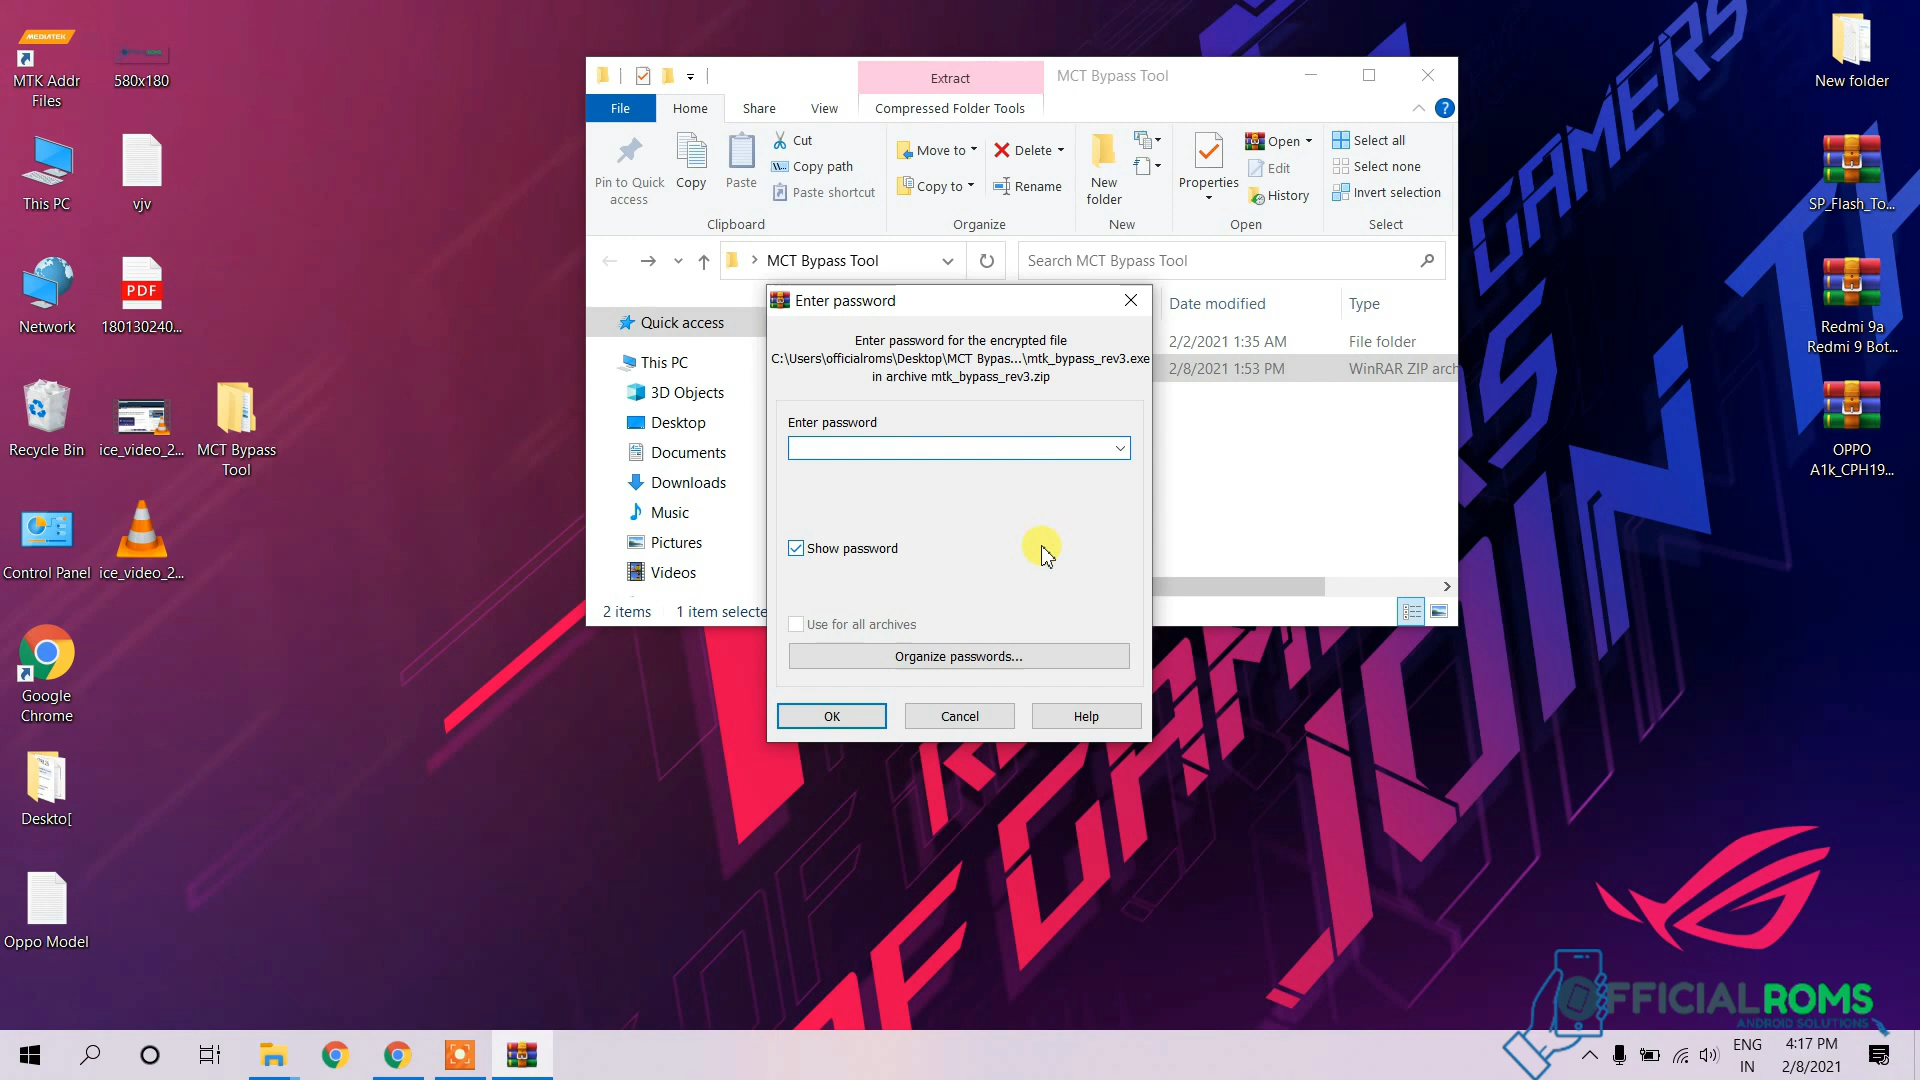 MEDIATEK
MTK Addr
Files
580x180
This PC
vjv
Network
PDF
180130240...
Recycle Bin
ice_video_2...
MCT Bypass
Tool
Control Panel
ice_video_2...
Google
Chrome
Deskto[
Oppo Model
Extract
MCT Bypass Tool
File
Home
Share
View
Compressed Folder Tools
Pin to Quick
access
Copy
Paste
Cut
Copy path
Paste shortcut
Clipboard
Move to
Copy to
Delete
Rename
Organize
New
folder
New
Properties
Open
Edit
History
Open
Select all
Select none
Invert selection
Select
MCT Bypass Tool
Search MCT Bypass Tool
Quick access
This PC
3D Objects
Desktop
Documents
Downloads
Music
Pictures
Videos
2 items
1 item selecte
Date modified
Type
2/2/2021 1:35 AM
File folder
2/8/2021 1:53 PM
WinRAR ZIP arch
Enter password
Enter password for the encrypted file
C:\Users\officialroms\Desktop\MCT Bypas...\mtk_bypass_rev3.exe
in archive mtk_bypass_rev3.zip
Enter password
Show password
Use for all archives
Organize passwords...
OK
Cancel
Help
New folder
SP_Flash_To...
Redmi 9a
Redmi 9 Bot...
OPPO
A1k_CPH19...
GAMERS
JOIN
OFFICIALROMS
ANDROID SOLUTIONS
ENG
IN
4:17 PM
2/8/2021